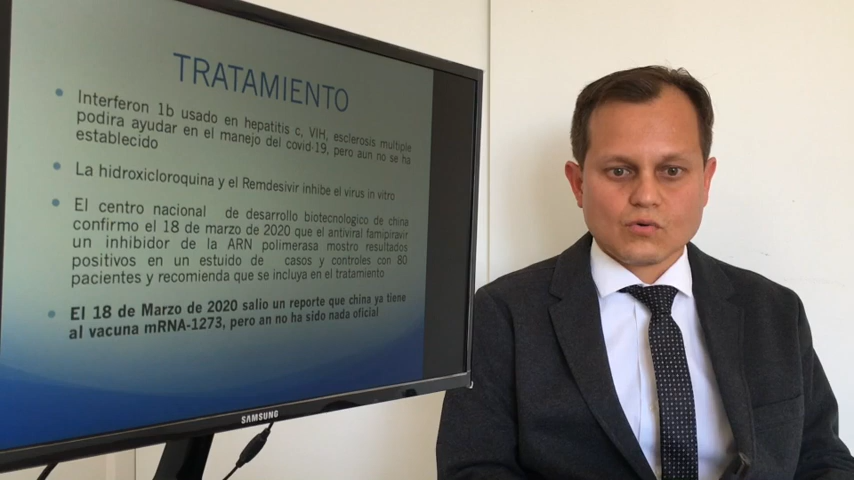 TRATAMIENTO
• Interferon 1b usado en hepatitis c, VIH, esclerosis multiple
podira ayudar en el manejo del covid-19, pero aun no se ha
establecido
• La hidroxicloroquina y el Remdesivir inhibe el virus in vitro
• El centro nacional de desarrollo biotecnologico de china
confirmo el 18 de marzo de 2020 que el antiviral famipiravir
un inhibidor de la ARN polimerasa mostro resultados
positivos en un estuido de casos y controles con 80
pacientes y recomienda que se incluya en el tratamiento
• El 18 de Marzo de 2020 salio un reporte que china ya tiene
al vacuna mRNA-1273, pero an no ha sido nada oficial
SAMSUNG